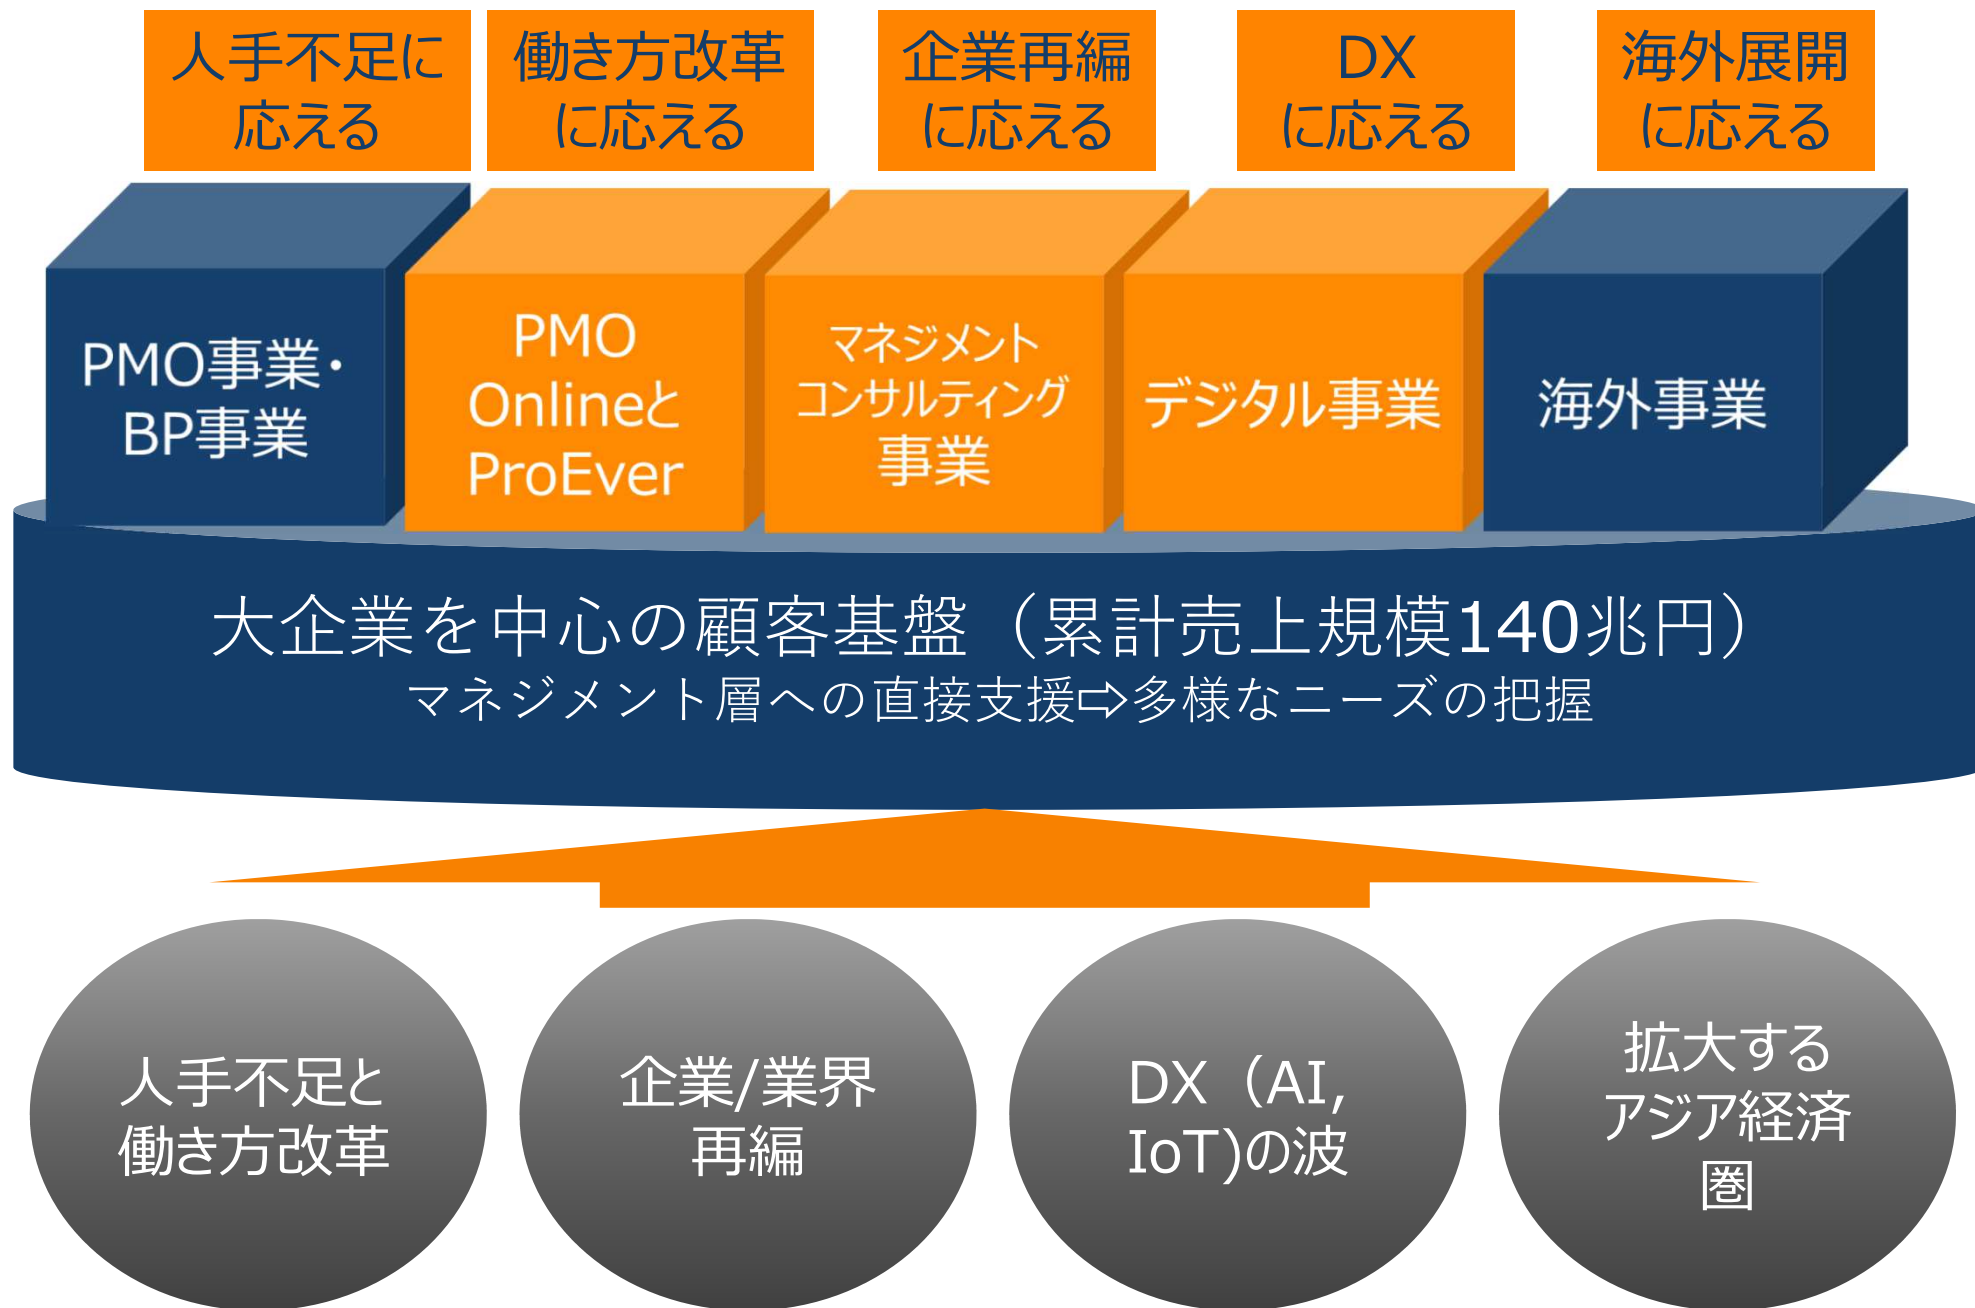 人手不足に
応える
働き方改革
に応える
企業再編
に応える
DX
に応える
海外展開
に応える
PMO事業・
BP事業
PMO
Onlineと
ProEver
マネジメント
コンサルティング
事業
デジタル事業
海外事業
大企業を中心の顧客基盤（累計売上規模140兆円）
マネジメント層への直接支援⇨多様なニーズの把握
人手不足と
働き方改革
企業/業界
再編
DX（AI,
IoT)の波
拡大する
アジア経済
圏